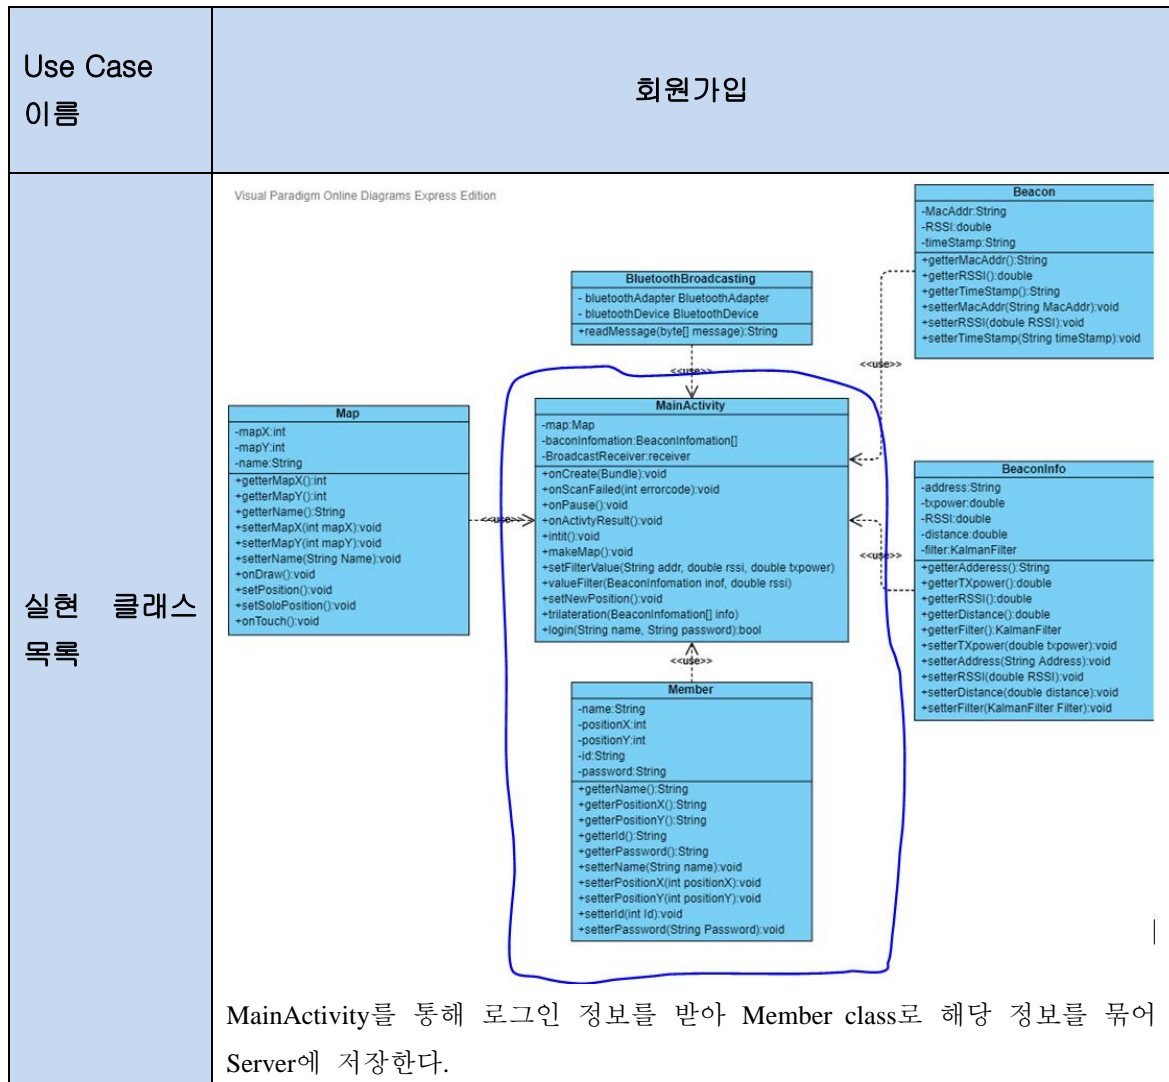 Use Case
이름
회원가입
실현 클래스
목록
Visual Paradigm Online Diagrams Express Edition
Beacon
-MacAddr:String
-RSSI:double
-timeStamp:String
+getterMacAddr():String
+getterRSSI():double
+getterTimeStamp():String
+setterMacAddr(String MacAddr):void
+setterRSSI(dobule RSSI):void
+setterTimeStamp(String timeStamp):void
BluetoothBroadcasting
- bluetoothAdapter BluetoothAdapter
- bluetoothDevice BluetoothDevice
+readMessage(byte[] message):String
<<use>>
<<use>>
Map
-mapX:int
-mapY:int
-name:String
+getterMapX():int
+getterMapY():int
+getterName():String
+setterMapX(int mapX):void
+setterMapY(int mapY):void
+setterName(String Name):void
+onDraw():void
+setPosition():void
+setSoloPosition():void
+onTouch():void
<<use>>
MainActivity
-map:Map
-baconInfomation:BeaconInfomation[]
-BroadcastReceiver:receiver
+onCreate(Bundle):void
+onScanFailed(int errorcode):void
+onPause():void
+onActivtyResult():void
+intit():void
+makeMap():void
+setFilterValue(String addr, double rssi, double txpower)
+valueFilter(BeaconInfomation inof, double rssi)
+setNewPosition():void
+trilateration(BeaconInfomation[] info)
+login(String name, String password):bool
<<use>>
BeaconInfo
-address:String
-txpower:double
-RSSI:double
-distance:double
-filter:KalmanFilter
+getterAdderess():String
+getterTXpower():double
+getterRSSI():double
+getterDistance():double
+getterFilter():KalmanFilter
+setterTXpower(double txpower):void
+setterAddress(String Address):void
+setterRSSI(double RSSI):void
+setterDistance(double distance):void
+setterFilter(KalmanFilter Filter):void
<<use>>
Member
-name:String
-positionX:int
-positionY:int
-id:String
-password:String
+getterName():String
+getterPositionX():String
+getterPositionY():String
+getterId():String
+getterPassword():String
+setterName(String name):void
+setterPositionX(int positionX):void
+setterPositionY(int positionY):void
+setterId(int Id):void
+setterPassword(String Password):void
MainActivity를 통해 로그인 정보를 받아 Member class로 해당 정보를 묶어
Server에 저장한다.